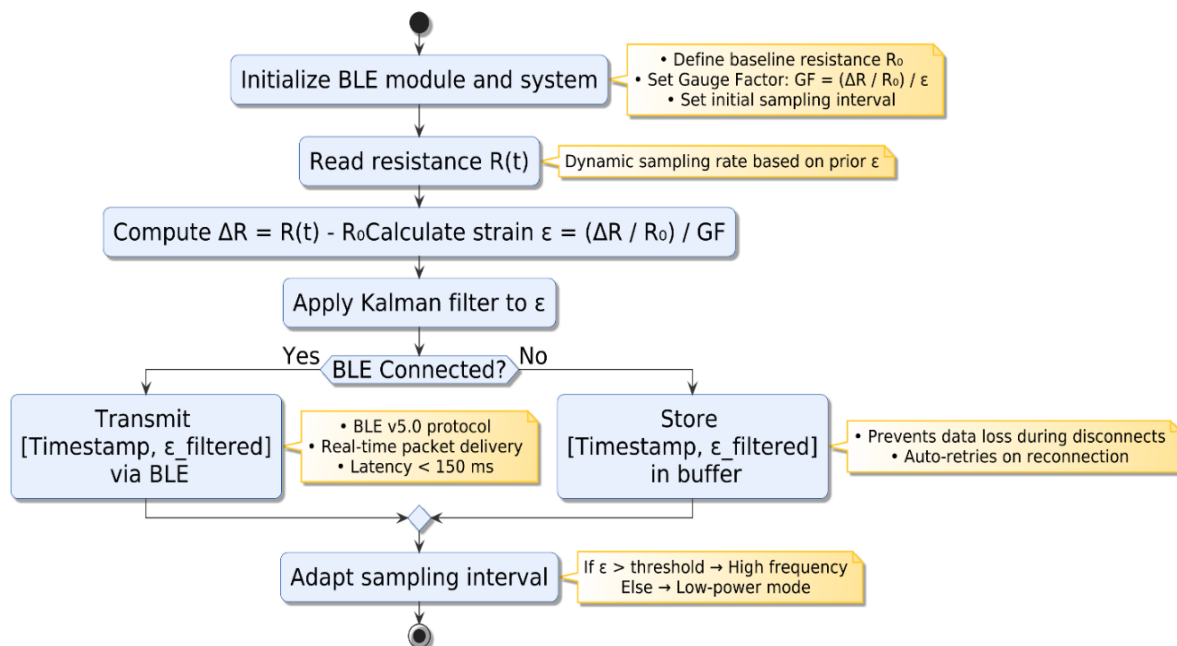 Initialize BLE module and system
• Define baseline resistance R₀
• Set Gauge Factor: GF = (ΔR / R₀) / ε
• Set initial sampling interval
Read resistance R(t)
Dynamic sampling rate based on prior ε
Compute ΔR = R(t) - R₀Calculate strain ε = (ΔR / R₀) / GF
Apply Kalman filter to ε
Yes
BLE Connected?
No
Transmit
[Timestamp, ε_filtered]
via BLE
• BLE v5.0 protocol
• Real-time packet delivery
• Latency < 150 ms
Store
[Timestamp, ε_filtered]
in buffer
• Prevents data loss during disconnects
• Auto-retries on reconnection
Adapt sampling interval
If ε > threshold → High frequency
Else → Low-power mode